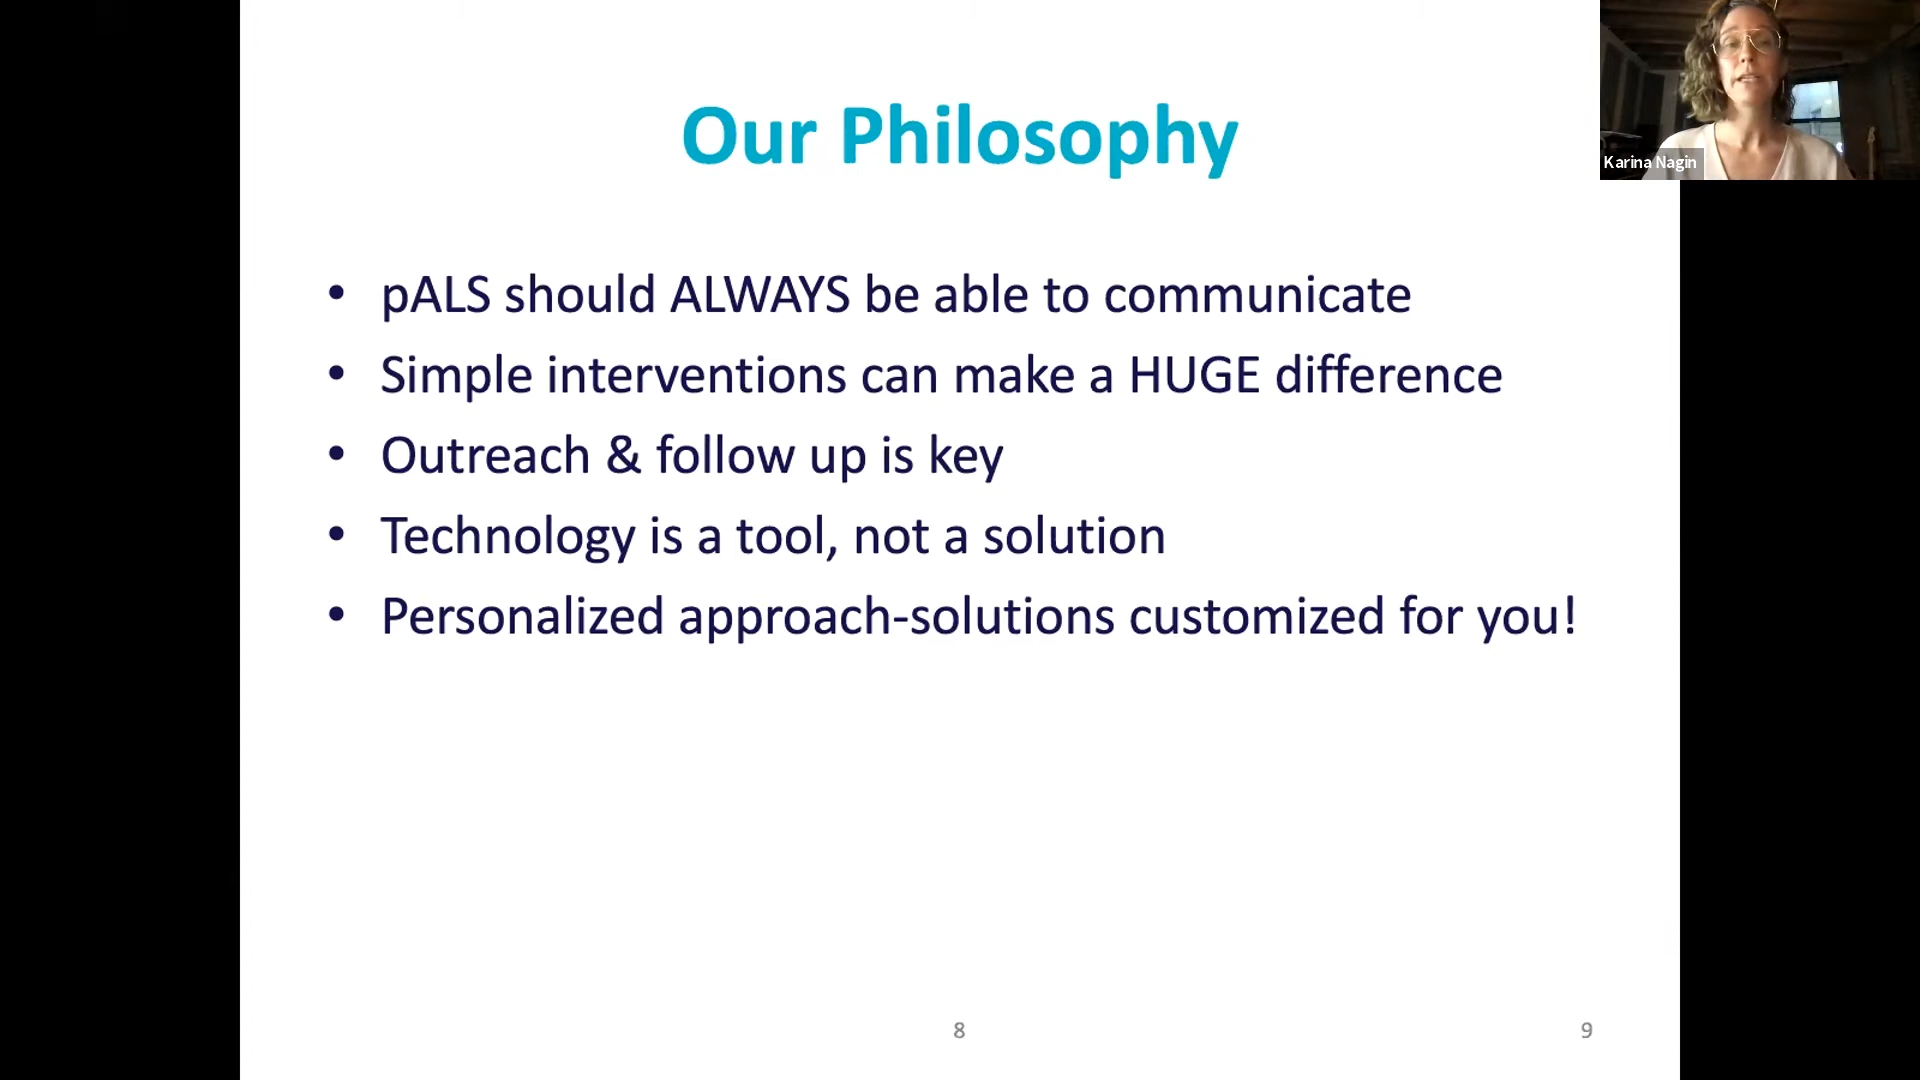 Our Philosophy
Karina Nagin
• pALS should ALWAYS be able to communicate
• Simple interventions can make a HUGE difference
• Outreach & follow up is key
• Technology is a tool, not a solution
• Personalized approach-solutions customized for you!
8
9